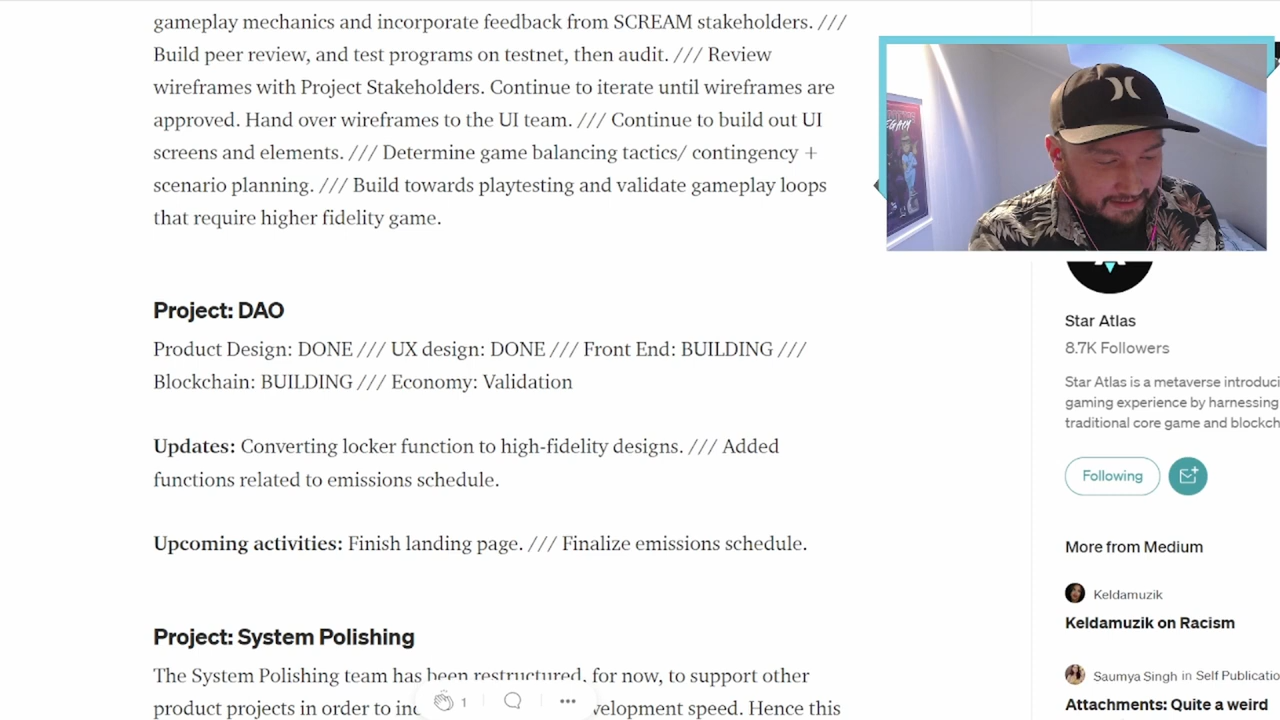 gameplay mechanics and incorporate feedback from SCREAM stakeholders. ///
Build peer review, and test programs on testnet, then audit. /// Review
wireframes with Project Stakeholders. Continue to iterate until wireframes are
approved. Hand over wireframes to the UI team. /// Continue to build out UI
screens and elements. /// Determine game balancing tactics/ contingency +
scenario planning. /// Build towards playtesting and validate gameplay loops
that require higher fidelity game.
Project: DAO
Product Design: DONE /// UX design: DONE /// Front End: BUILDING ///
Blockchain: BUILDING /// Economy: Validation
Updates: Converting locker function to high-fidelity designs. /// Added
functions related to emissions schedule.
Upcoming activities: Finish landing page. /// Finalize emissions schedule.
Project: System Polishing
The System Polishing team has been restructured, for now, to support other
product projects in order to velopment speed. Hence this
1
Star Atlas
8.7K Followers
Star Atlas is a metaverse introduci
gaming experience by harnessing
traditional core game and blockch
Following
More from Medium
Keldamuzik
Keldamuzik on Racism
Saumya Singh in Self Publicatio
Attachments: Quite a weird